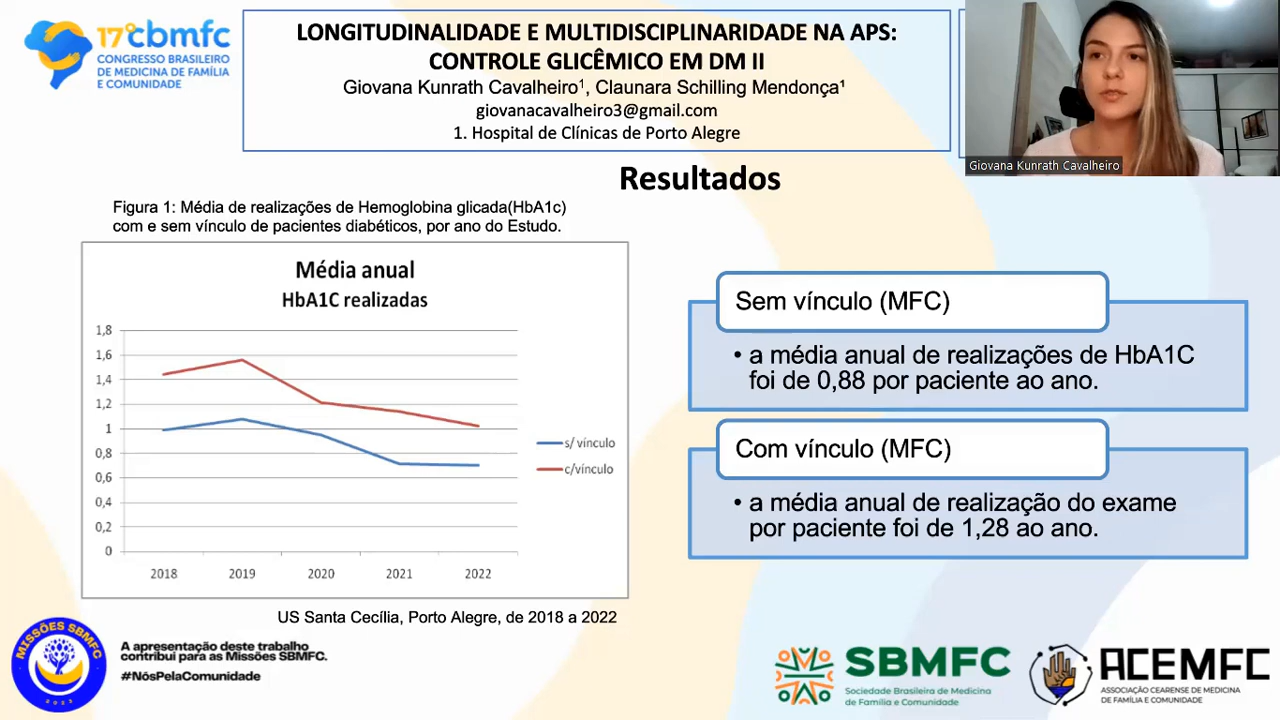 17º cbmfc
CONGRESSO BRASILEIRO
DE MEDICINA DE FAMÍLIA
E COMUNIDADE
LONGITUDINALIDADE E MULTIDISCIPLINARIDADE NA APS:
CONTROLE GLICÊMICO EM DM II
Giovana Kunrath Cavalheiro¹, Claunara Schilling Mendonça¹
giovanacavalheiro3@gmail.com
1. Hospital de Clínicas de Porto Alegre
Giovana Kunrath Cavalheiro
Resultados
Figura 1: Média de realizações de Hemoglobina glicada(HbA1c)
com e sem vínculo de pacientes diabéticos, por ano do Estudo.
Média anual
HbA1C realizadas
1,8
1,6
1,4
1,2
1
0,8
0,6
0,4
0,2
0
2018 2019 2020 2021 2022
s/ vínculo
c/vínculo
US Santa Cecília, Porto Alegre, de 2018 a 2022
Sem vínculo (MFC)
• a média anual de realizações de HbA1C
foi de 0,88 por paciente ao ano.
Com vínculo (MFC)
• a média anual de realização do exame
por paciente foi de 1,28 ao ano.
MISSÕES SBMFC
2023
A apresentação deste trabalho
contribui para as Missões SBMFC.
#NósPelaComunidade
SBMFC
Sociedade Brasileira de Medicina
de Família e Comunidade
ACEMFC
ASSOCIAÇÃO CEARENSE DE MEDICINA
DE FAMÍLIA E COMUNIDADE